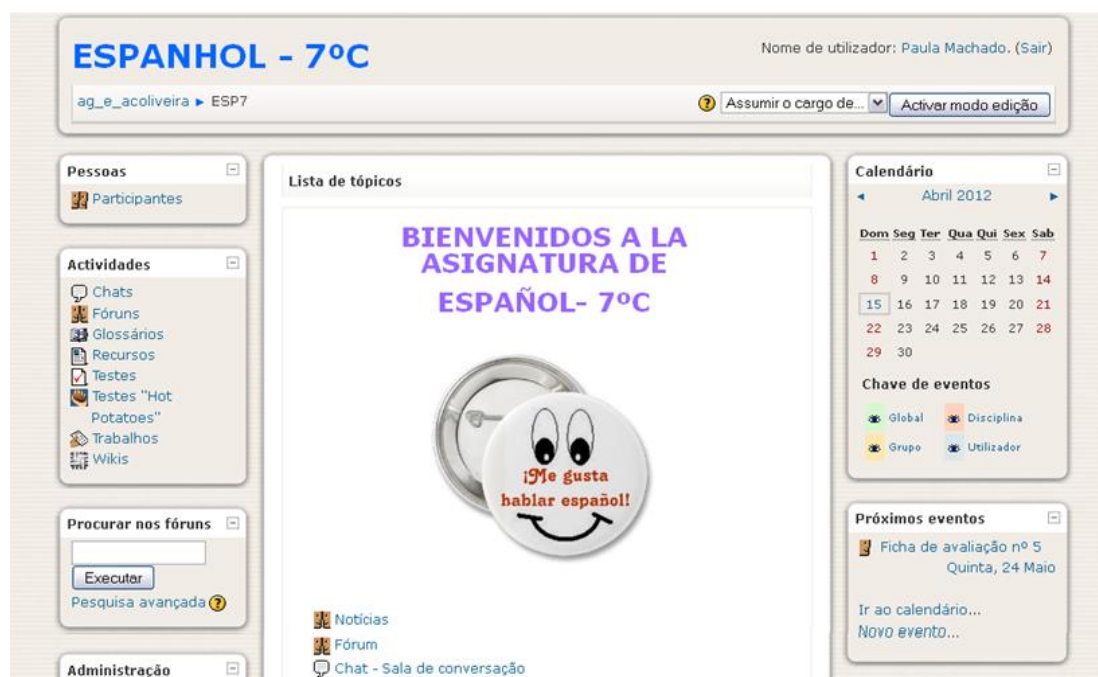 ESPANHOL - 7ºC
Nome de utilizador: Paula Machado. (Sair)
ag_e_acoliveira ► ESP7
Assumir o cargo de...
Activar modo edição
Pessoas
Participantes
Actividades
Chats
Fóruns
Glossários
Recursos
Testes
Testes "Hot
Potatoes"
Trabalhos
Wikis
Procurar nos fóruns
Executar
Pesquisa avançada
Administração
Lista de tópicos
BIENVENIDOS A LA
ASIGNATURA DE
ESPAÑOL- 7ºC
¡Me gusta
hablar español!
Notícias
Fórum
Chat - Sala de conversação
Calendário
◄ Abril 2012 ►
Dom Seg Ter Qua Qui Sex Sab
1 2 3 4 5 6 7
8 9 10 11 12 13 14
15 16 17 18 19 20 21
22 23 24 25 26 27 28
29 30
Chave de eventos
Global Disciplina
Grupo Utilizador
Próximos eventos
Ficha de avaliação nº 5
Quinta, 24 Maio
Ir ao calendário...
Novo evento...